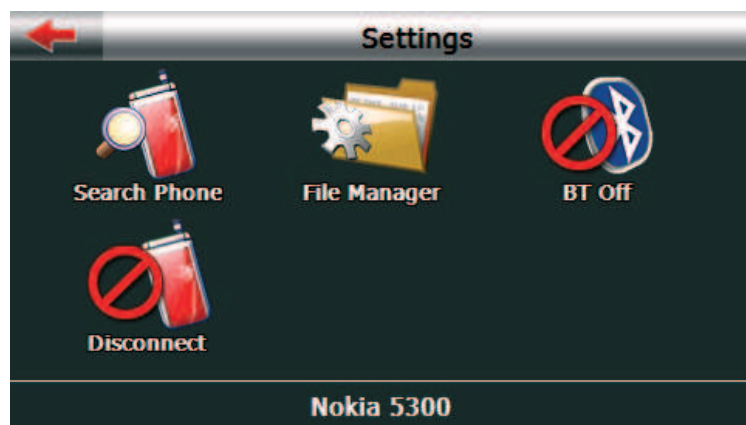 Settings
Search Phone
File Manager
BT Off
Disconnect
Nokia 5300